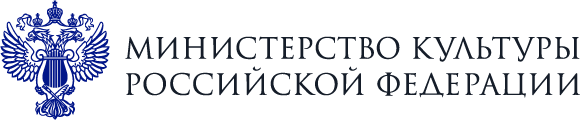 МИНИСТЕРСТВО КУЛЬТУРЫ
РОССИЙСКОЙ ФЕДЕРАЦИИ